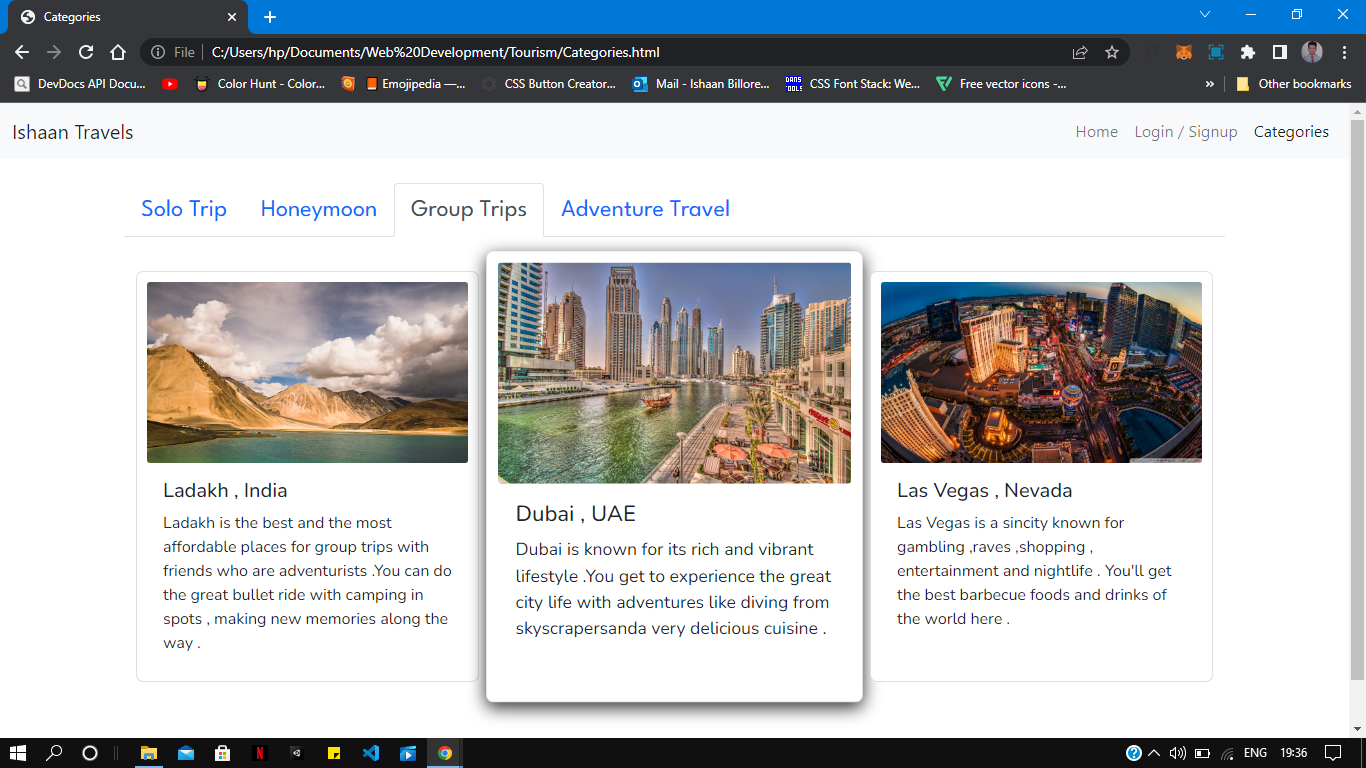 Categories
File C:/Users/hp/Documents/Web%20Development/Tourism/Categories.html
DevDocs API Docu... Color Hunt - Color... Emojipedia —... CSS Button Creator... Mail - Ishaan Billore... DANS TOOLS CSS Font Stack: We... Free vector icons -... » Other bookmarks
Ishaan Travels Home Login / Signup Categories
Solo Trip Honeymoon Group Trips Adventure Travel
Ladakh , India
Ladakh is the best and the most
affordable places for group trips with
friends who are adventurists .You can do
the great bullet ride with camping in
spots , making new memories along the
way .
Dubai , UAE
Dubai is known for its rich and vibrant
lifestyle .You get to experience the great
city life with adventures like diving from
skyscrapersanda very delicious cuisine .
Las Vegas , Nevada
Las Vegas is a sincity known for
gambling ,raves ,shopping ,
entertainment and nightlife . You'll get
the best barbecue foods and drinks of
the world here .
ENG 19:36